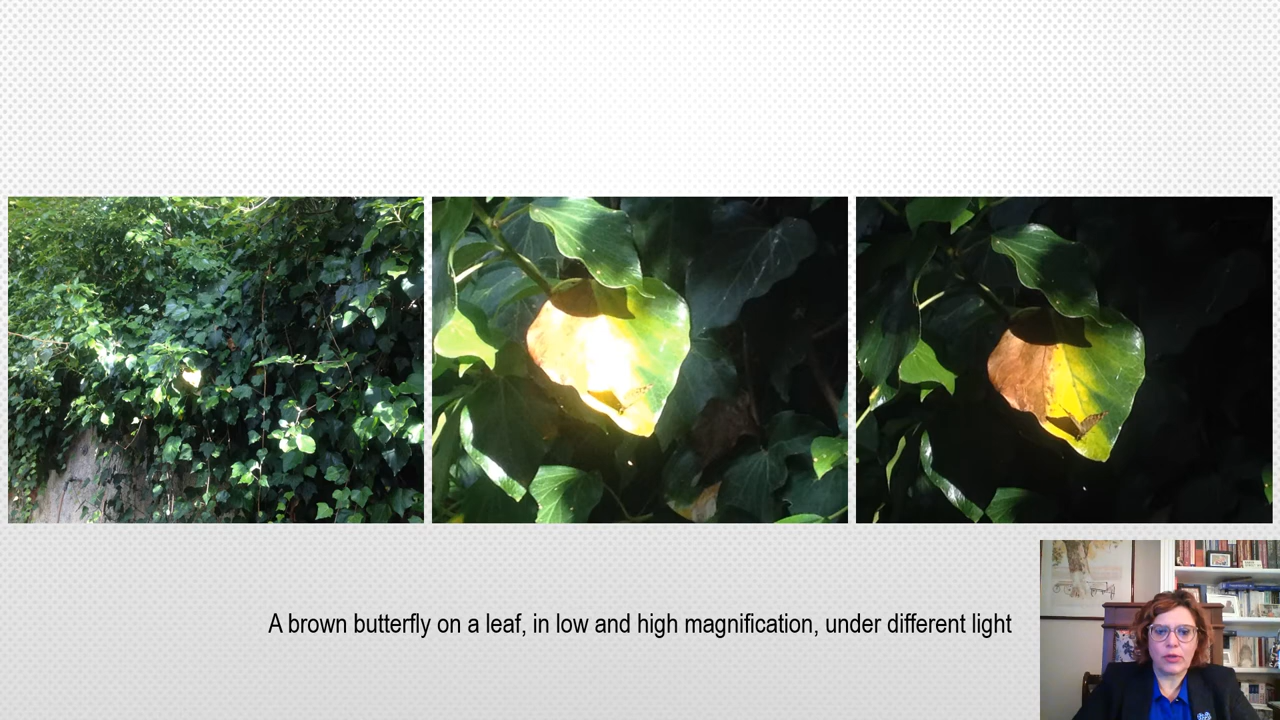 A brown butterfly on a leaf, in low and high magnification, under different light